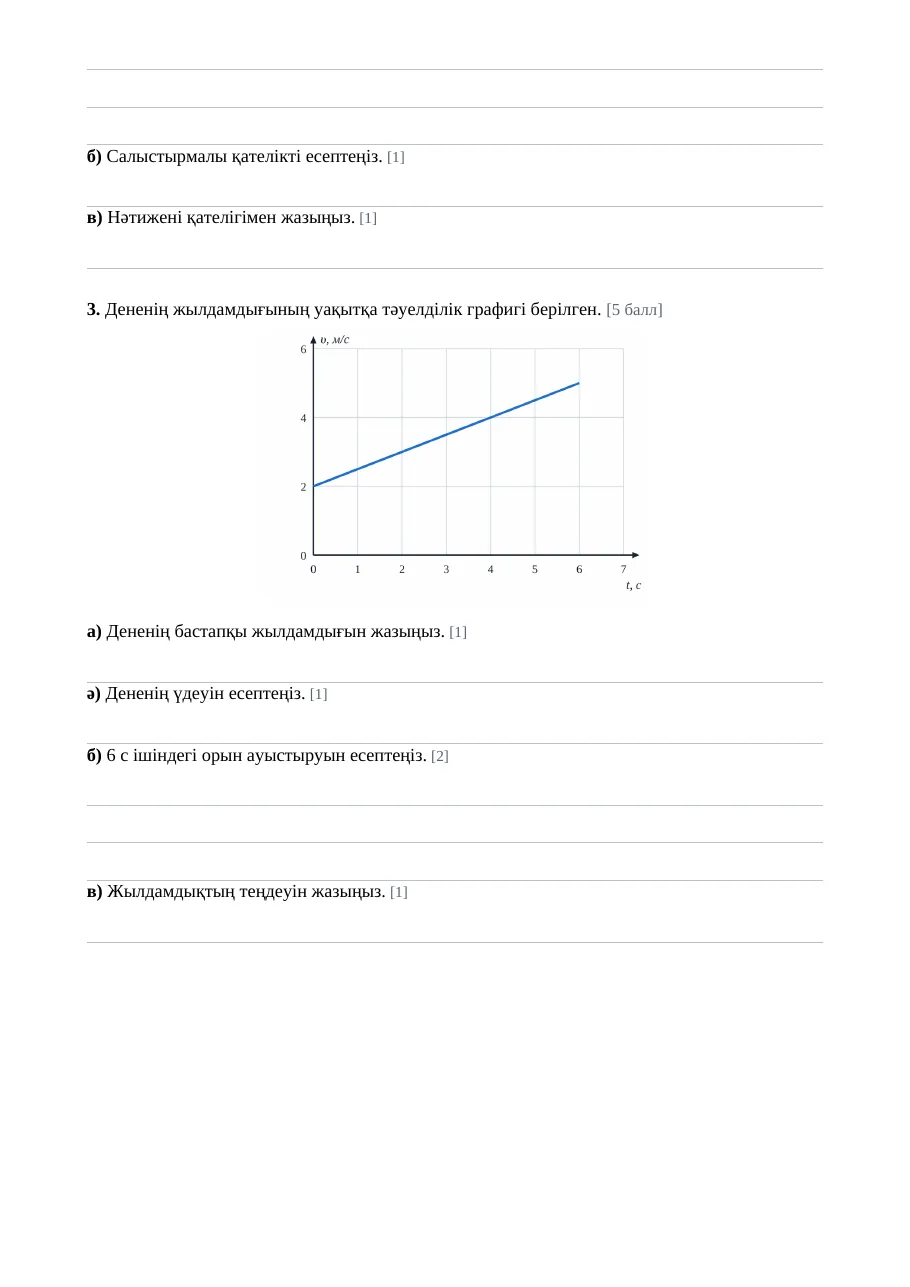 б) Салыстырмалы қателікті есептеңіз. [1]
в) Нәтижені қателігімен жазыңыз. [1]
3. Дененің жылдамдығының уақытқа тәуелділік графигі берілген. [5 балл]
υ, м/с
6
4
2
0
0 1 2 3 4 5 6 7
t, с
а) Дененің бастапқы жылдамдығын жазыңыз. [1]
ә) Дененің үдеуін есептеңіз. [1]
б) 6 с ішіндегі орын ауыстыруын есептеңіз. [2]
в) Жылдамдықтың теңдеуін жазыңыз. [1]